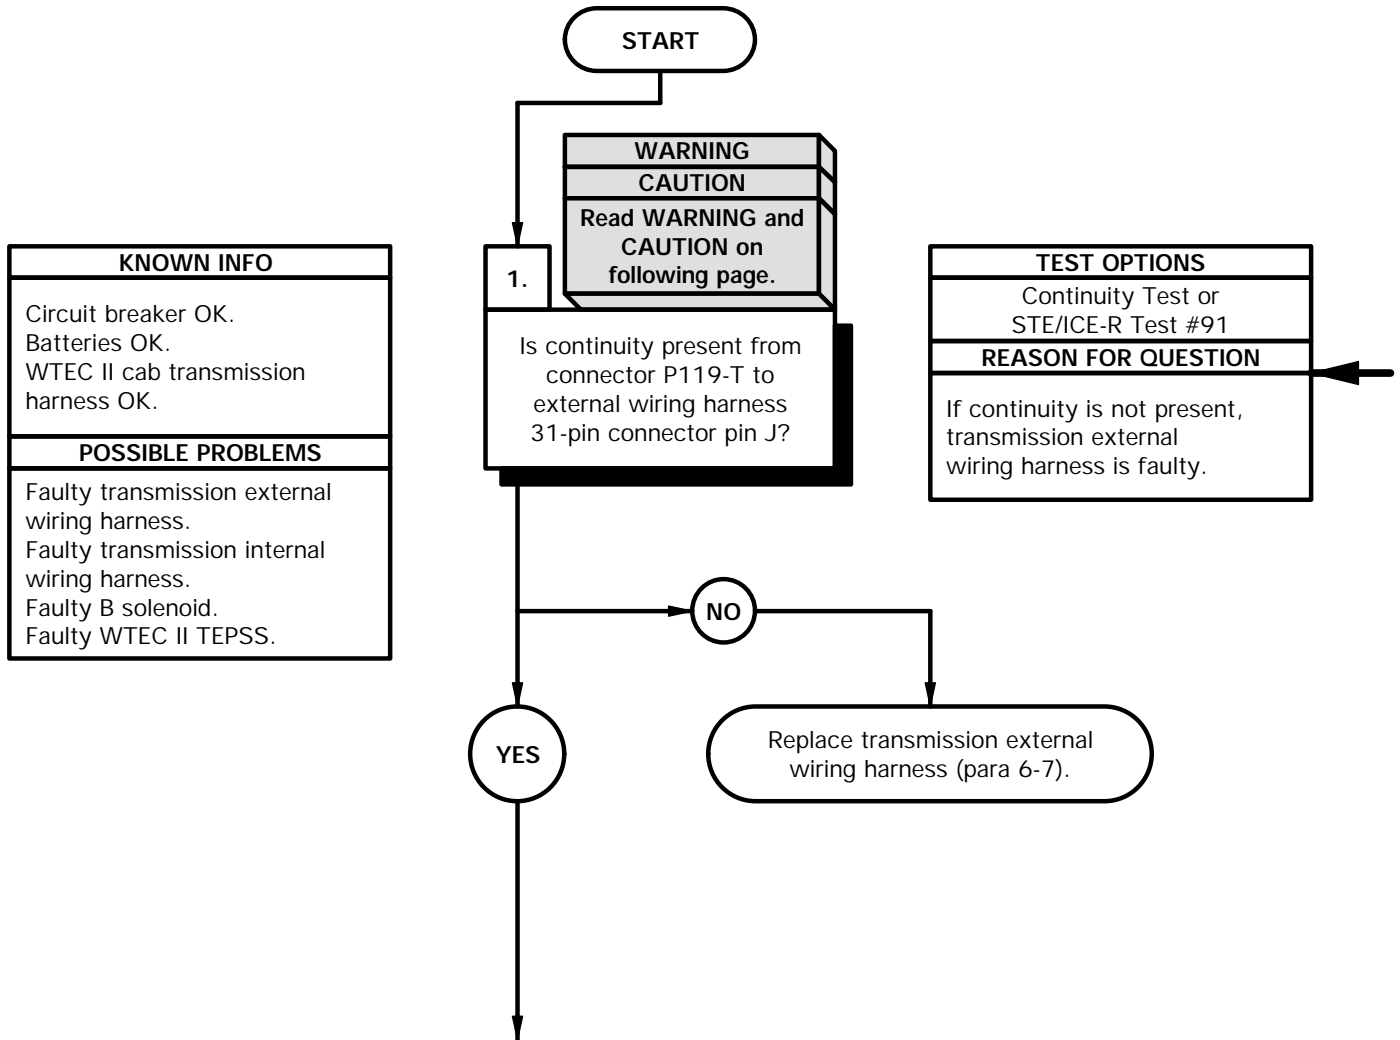 START
WARNING
CAUTION
Read WARNING and
CAUTION on
following page.
1.
Is continuity present from
connector P119-T to
external wiring harness
31-pin connector pin J?
KNOWN INFO
Circuit breaker OK.
Batteries OK.
WTEC II cab transmission
harness OK.
POSSIBLE PROBLEMS
Faulty transmission external
wiring harness.
Faulty transmission internal
wiring harness.
Faulty B solenoid.
Faulty WTEC II TEPSS.
TEST OPTIONS
Continuity Test or
STE/ICE-R Test #91
REASON FOR QUESTION
If continuity is not present,
transmission external
wiring harness is faulty.
NO
YES
Replace transmission external
wiring harness (para 6-7).